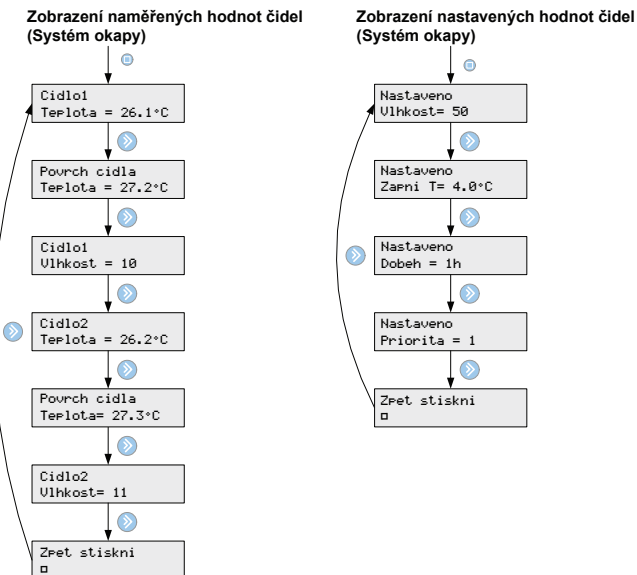 Zobrazení naměřených hodnot čidel
(Systém okapy)
Cidlo1
Teplota = 26.1°C
Povrch cidla
Teplota = 27.2°C
Cidlo1
Vlhkost = 10
Cidlo2
Teplota = 26.2°C
Povrch cidla
Teplota= 27.3°C
Cidlo2
Vlhkost= 11
Zpet stiskni
Zobrazení nastavených hodnot čidel
(Systém okapy)
Nastaveno
Vlhkost= 50
Nastaveno
Zapni T= 4.0°C
Nastaveno
Dobeh = 1h
Nastaveno
Priorita = 1
Zpet stiskni